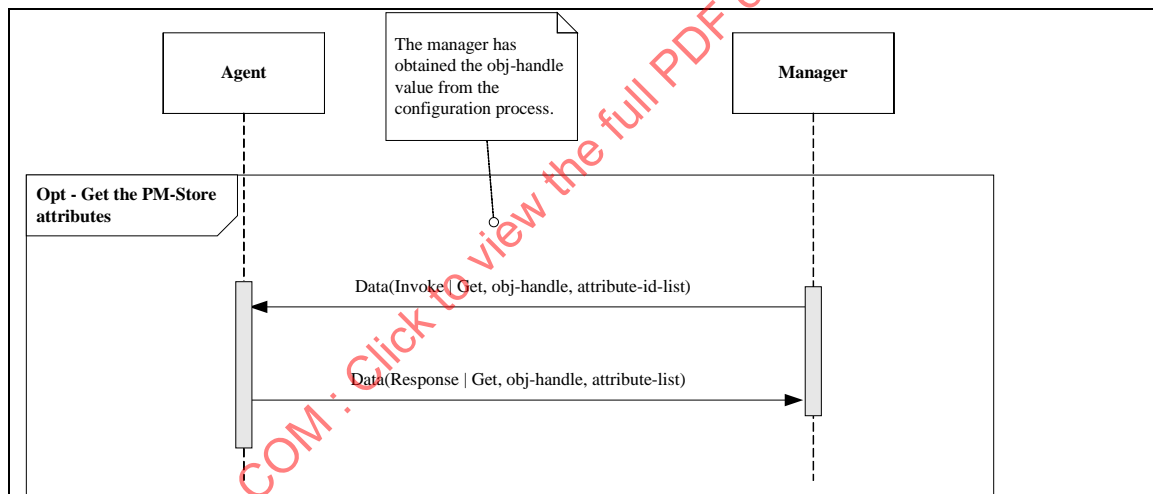 The manager has
obtained the obj-handle
value from the
configuration process.
Agent
Manager
Opt - Get the PM-Store
attributes
Data(Invoke | Get, obj-handle, attribute-id-list)
Data(Response | Get, obj-handle, attribute-list)
COM : Click to view the full PDF